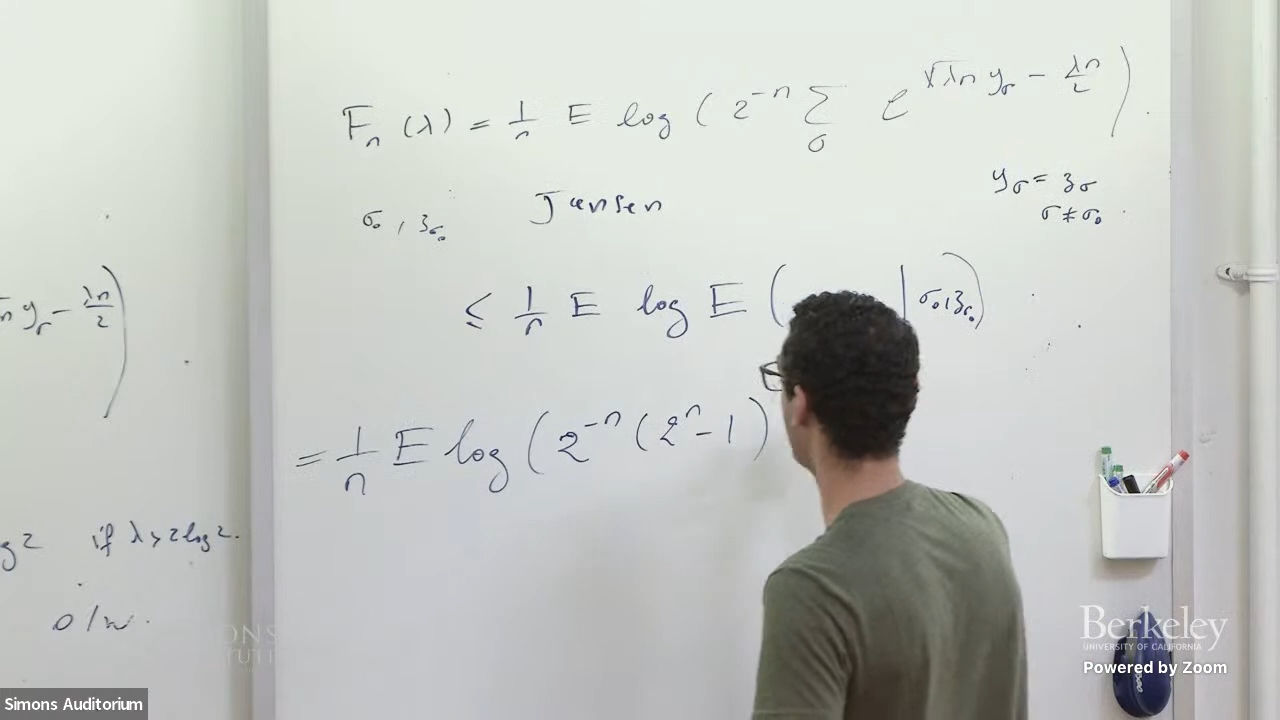 F_n (λ) = 1/n E log ( 2^{-n} Σ_σ e^{√λn y_σ - λn/2} ) .
y_σ = z_σ
σ ≠ σ_0 .
σ_0 , z_{σ_0}
Jansen
≤ 1/n E log E ( | σ_0, z_{σ_0} )
= 1/n E log ( 2^{-n} ( 2^n - 1 )
n y_σ - λn/2 )
g 2 if λ > 2 log 2 .
o/w .
Berkeley
UNIVERSITY OF CALIFORNIA
Powered by Zoom
Simons Auditorium